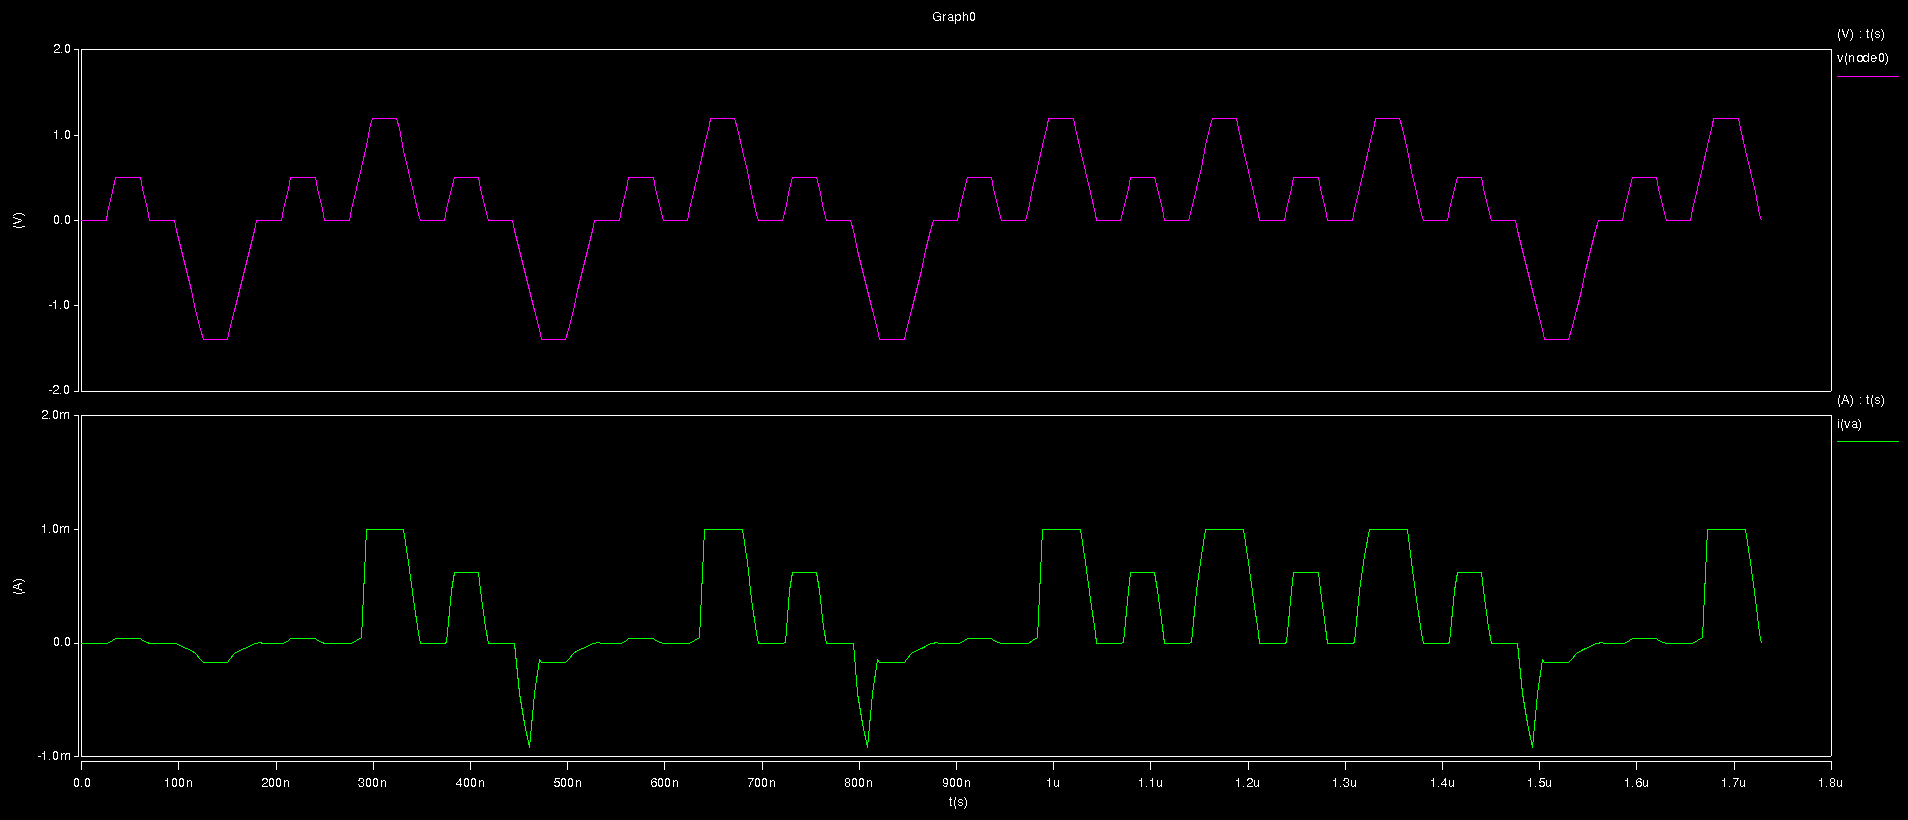 Graph0
(V) : t(s)
v(node0)
2.0
1.0
0.0
-1.0
-2.0
(V)
(A) : t(s)
i(va)
2.0m
1.0m
0.0
-1.0m
(A)
0.0 100n 200n 300n 400n 500n 600n 700n 800n 900n 1u 1.1u 1.2u 1.3u 1.4u 1.5u 1.6u 1.7u 1.8u
t(s)